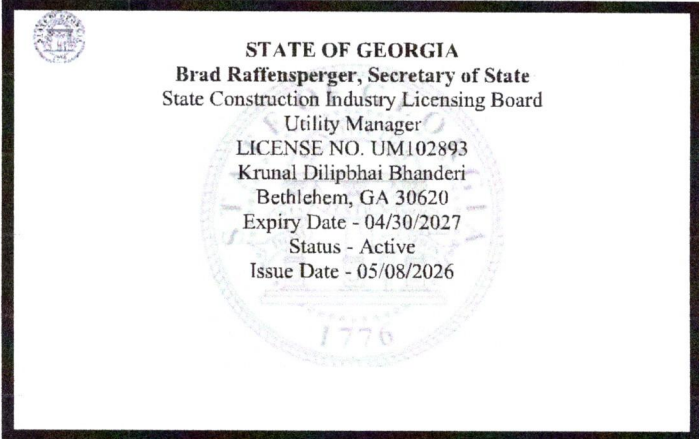 STATE OF GEORGIA
Brad Raffensperger, Secretary of State
State Construction Industry Licensing Board
Utility Manager
LICENSE NO. UM102893
Krunal Dilipbhai Bhanderi
Bethlehem, GA 30620
Expiry Date - 04/30/2027
Status - Active
Issue Date - 05/08/2026
1776